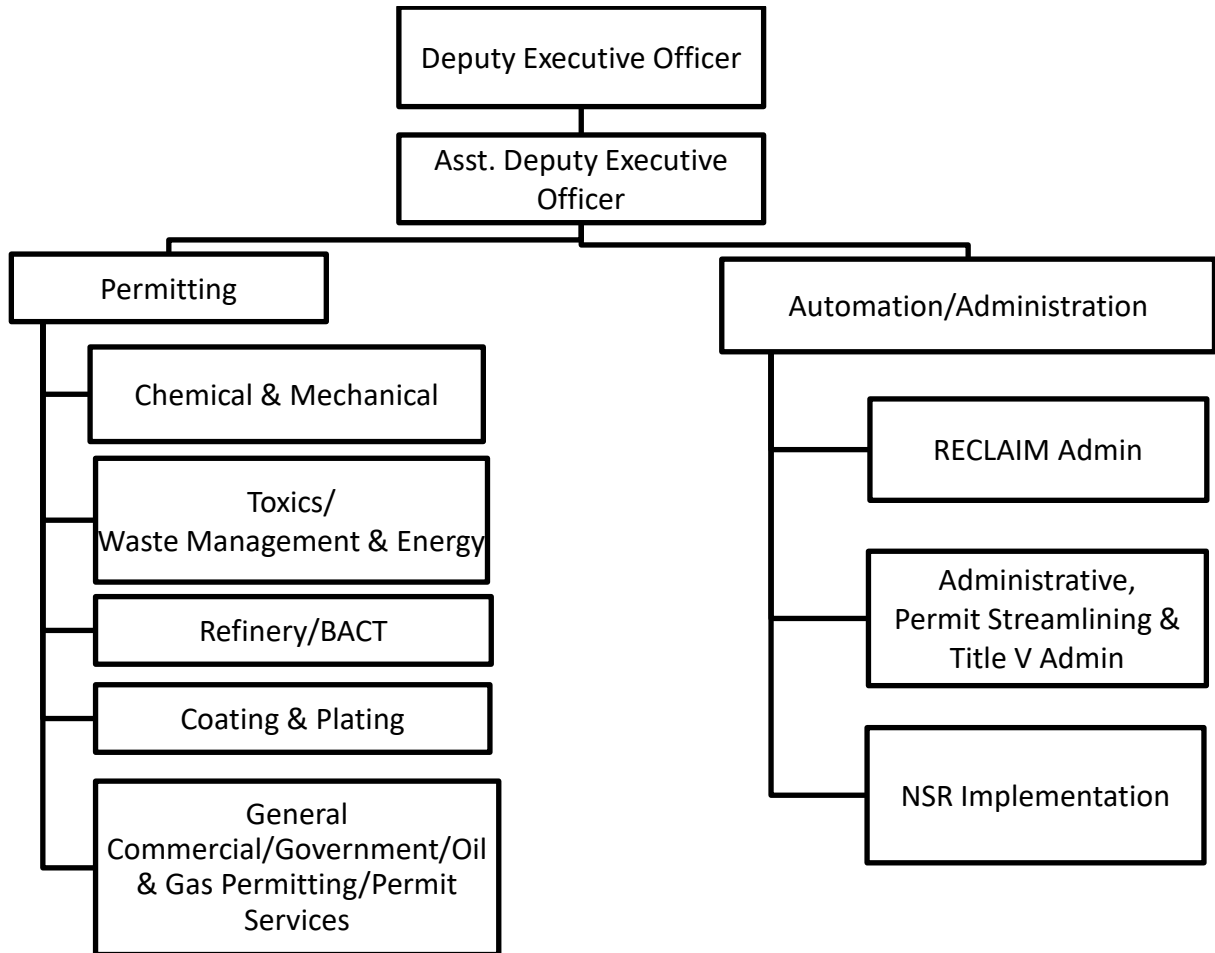 Deputy Executive Officer
Asst. Deputy Executive
Officer
Permitting
Chemical & Mechanical
Toxics/
Waste Management & Energy
Refinery/BACT
Coating & Plating
General
Commercial/Government/Oil
& Gas Permitting/Permit
Services
Automation/Administration
RECLAIM Admin
Administrative,
Permit Streamlining &
Title V Admin
NSR Implementation